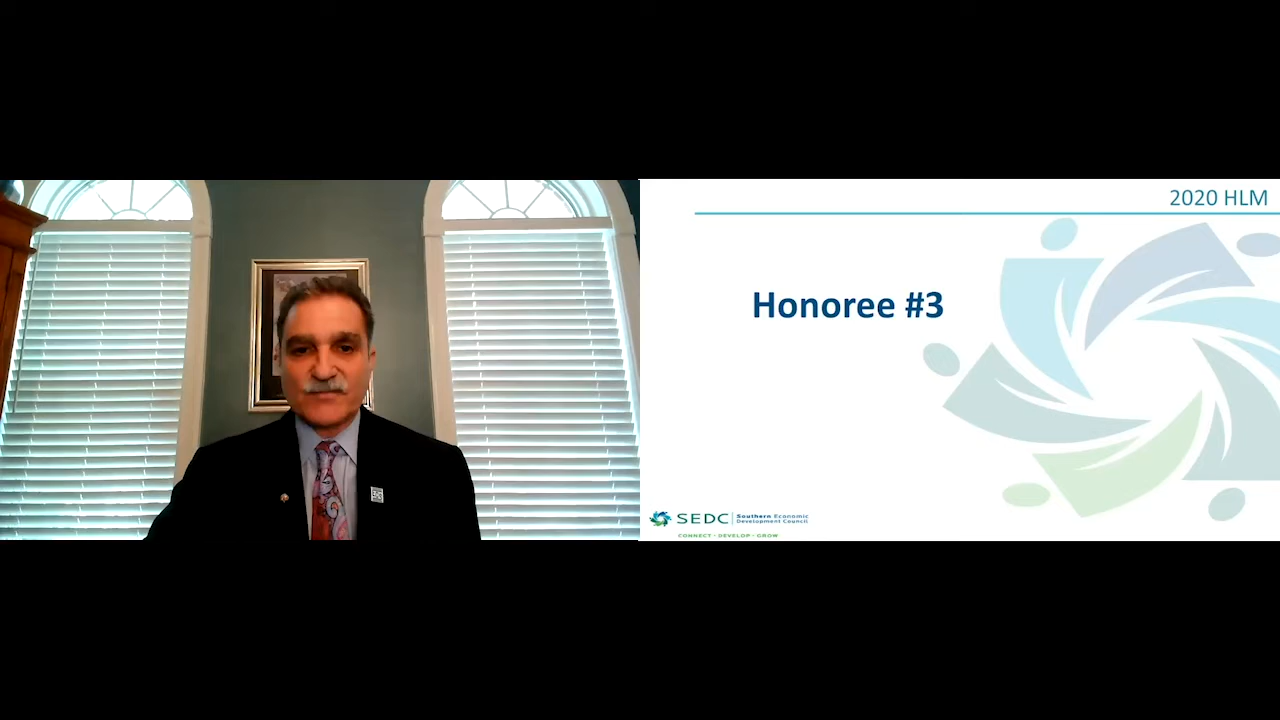 2020 HLM
Honoree #3
SEDC
Southern Economic
Development Council
CONNECT • DEVELOP • GROW